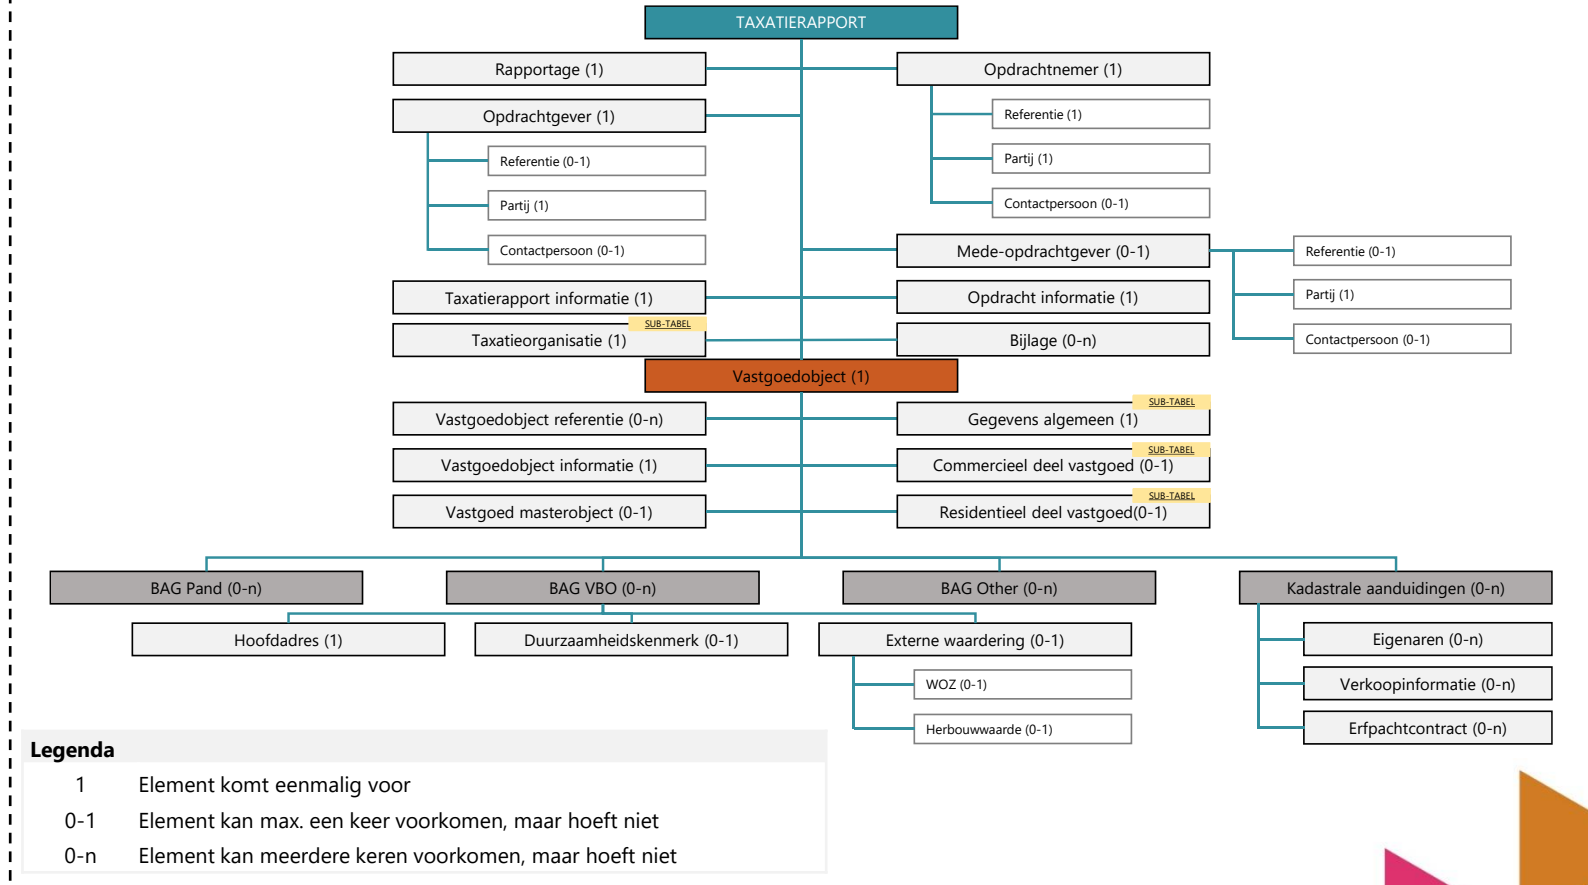 TAXATIERAPPORT
Rapportage (1)
Opdrachtnemer (1)
Opdrachtgever (1)
Referentie (1)
Referentie (0-1)
Partij (1)
Partij (1)
Contactpersoon (0-1)
Contactpersoon (0-1)
Mede-opdrachtgever (0-1)
Referentie (0-1)
Partij (1)
Contactpersoon (0-1)
Taxatierapport informatie (1)
Opdracht informatie (1)
SUB-TABEL
Taxatieorganisatie (1)
Bijlage (0-n)
Vastgoedobject (1)
Vastgoedobject referentie (0-n)
SUB-TABEL
Gegevens algemeen (1)
Vastgoedobject informatie (1)
SUB-TABEL
Commercieel deel vastgoed (0-1)
Vastgoed masterobject (0-1)
SUB-TABEL
Residentieel deel vastgoed(0-1)
BAG Pand (0-n)
BAG VBO (0-n)
BAG Other (0-n)
Kadastrale aanduidingen (0-n)
Hoofdadres (1)
Duurzaamheidskenmerk (0-1)
Externe waardering (0-1)
Eigenaren (0-n)
WOZ (0-1)
Verkoopinformatie (0-n)
Herbouwwaarde (0-1)
Erfpachtcontract (0-n)
Legenda
1 Element komt eenmalig voor
0-1 Element kan max. een keer voorkomen, maar hoeft niet
0-n Element kan meerdere keren voorkomen, maar hoeft niet